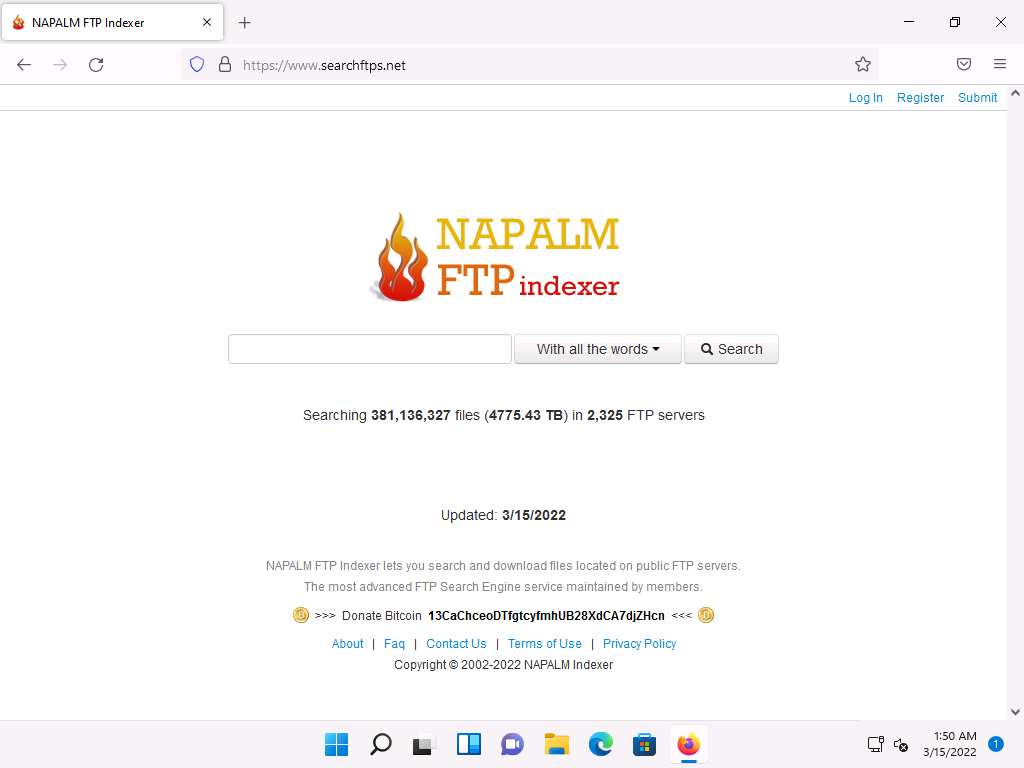 NAPALM FTP Indexer
https://www.searchftps.net
Log In Register Submit
NAPALM
FTP indexer
With all the words Search
Searching 381,136,327 files (4775.43 TB) in 2,325 FTP servers
Updated: 3/15/2022
NAPALM FTP Indexer lets you search and download files located on public FTP servers.
The most advanced FTP Search Engine service maintained by members.
>>> Donate Bitcoin 13CaChceoDTfgtcyfmhUB28XdCA7djZHcn <<<
About | Faq | Contact Us | Terms of Use | Privacy Policy
Copyright © 2002-2022 NAPALM Indexer
1:50 AM
3/15/2022
1